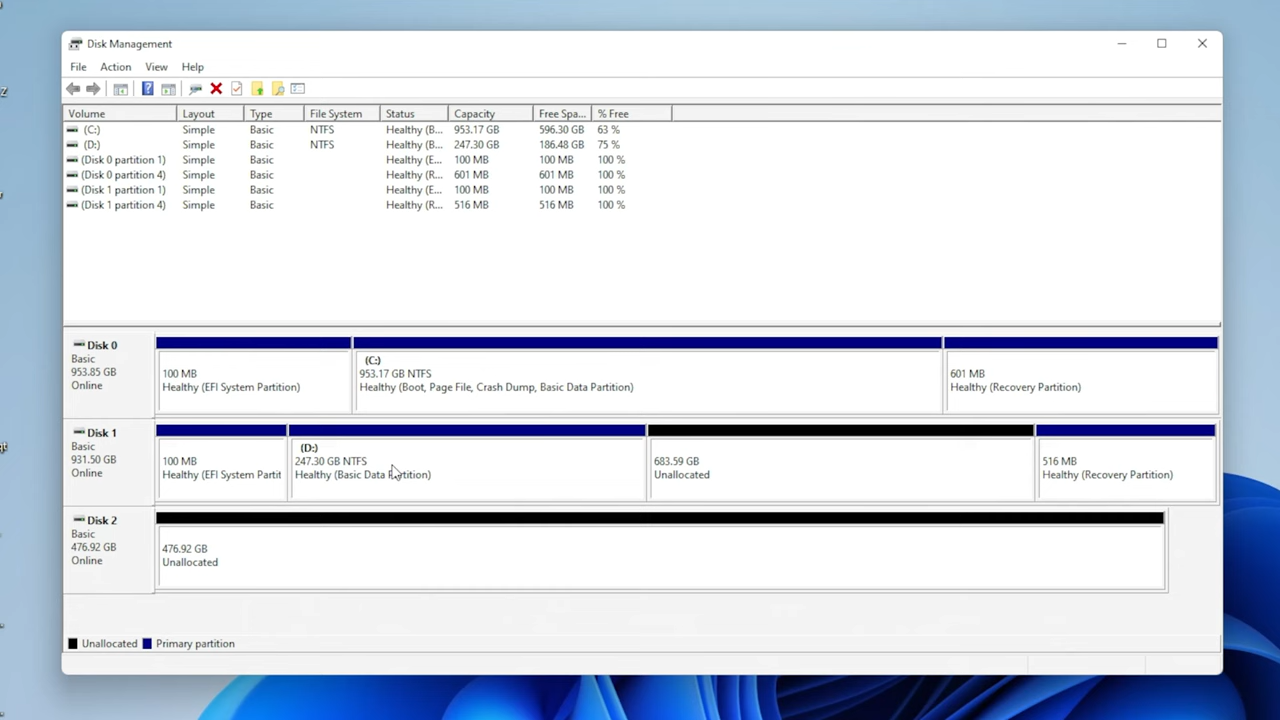 Disk Management
File Action View Help
Volume Layout Type File System Status Capacity Free Spa... % Free
(C:) Simple Basic NTFS Healthy (B... 953.17 GB 596.30 GB 63 %
(D:) Simple Basic NTFS Healthy (B... 247.30 GB 186.48 GB 75 %
(Disk 0 partition 1) Simple Basic Healthy (E... 100 MB 100 MB 100 %
(Disk 0 partition 4) Simple Basic Healthy (R... 601 MB 601 MB 100 %
(Disk 1 partition 1) Simple Basic Healthy (E... 100 MB 100 MB 100 %
(Disk 1 partition 4) Simple Basic Healthy (R... 516 MB 516 MB 100 %
Disk 0
Basic
953.85 GB
Online
100 MB
Healthy (EFI System Partition)
(C:)
953.17 GB NTFS
Healthy (Boot, Page File, Crash Dump, Basic Data Partition)
601 MB
Healthy (Recovery Partition)
Disk 1
Basic
931.50 GB
Online
100 MB
Healthy (EFI System Partit
(D:)
247.30 GB NTFS
Healthy (Basic Data Partition)
683.59 GB
Unallocated
516 MB
Healthy (Recovery Partition)
Disk 2
Basic
476.92 GB
Online
476.92 GB
Unallocated
Unallocated Primary partition